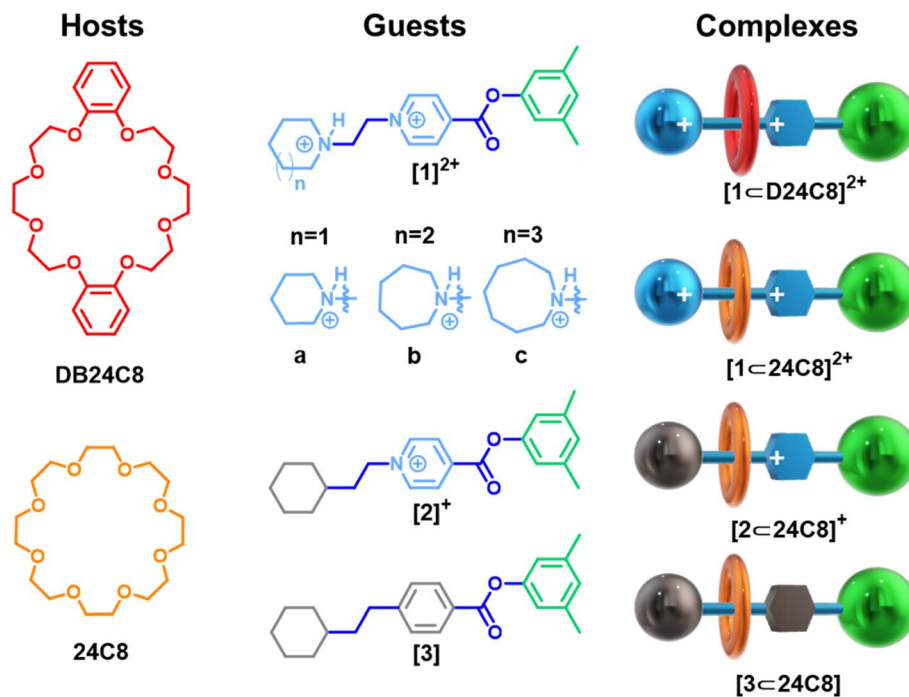 Hosts
Guests
Complexes
O O
O O
O O
O O
DB24C8
O O
O O
O O
O O
24C8
H
N
⊕
n
N
⊕
O
O
[1]²⁺
n=1
n=2
n=3
H
N
⊕
a
H
N
⊕
b
H
N
⊕
c
N
⊕
O
O
[2]⁺
O
O
[3]
+ +
[1⊂D24C8]²⁺
+ +
[1⊂24C8]²⁺
+
[2⊂24C8]⁺
[3⊂24C8]